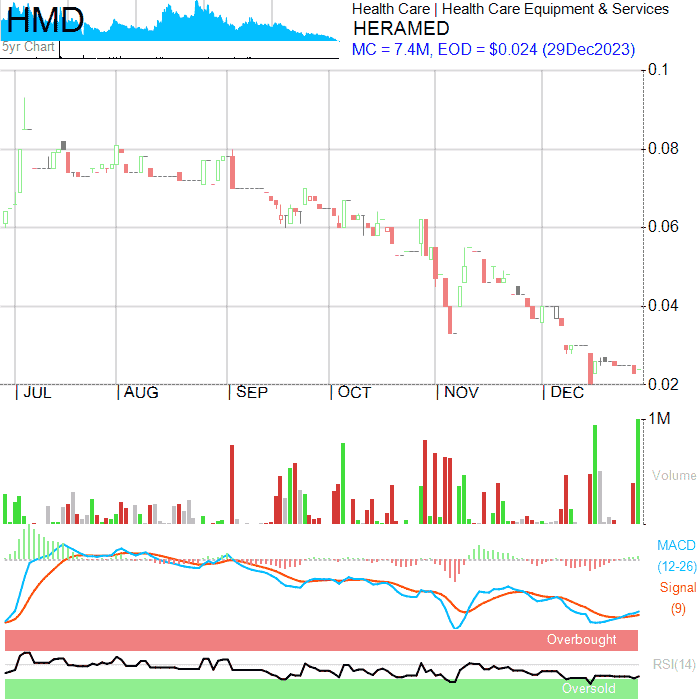 HMD
5yr Chart
Health Care | Health Care Equipment & Services
HERAMED
MC = 7.4M, EOD = $0.024 (29Dec2023)
0.1
0.08
0.06
0.04
0.02
|JUL |AUG |SEP |OCT |NOV |DEC
1M
Volume
MACD
(12-26)
Signal
(9)
Overbought
RSI(14)
Oversold